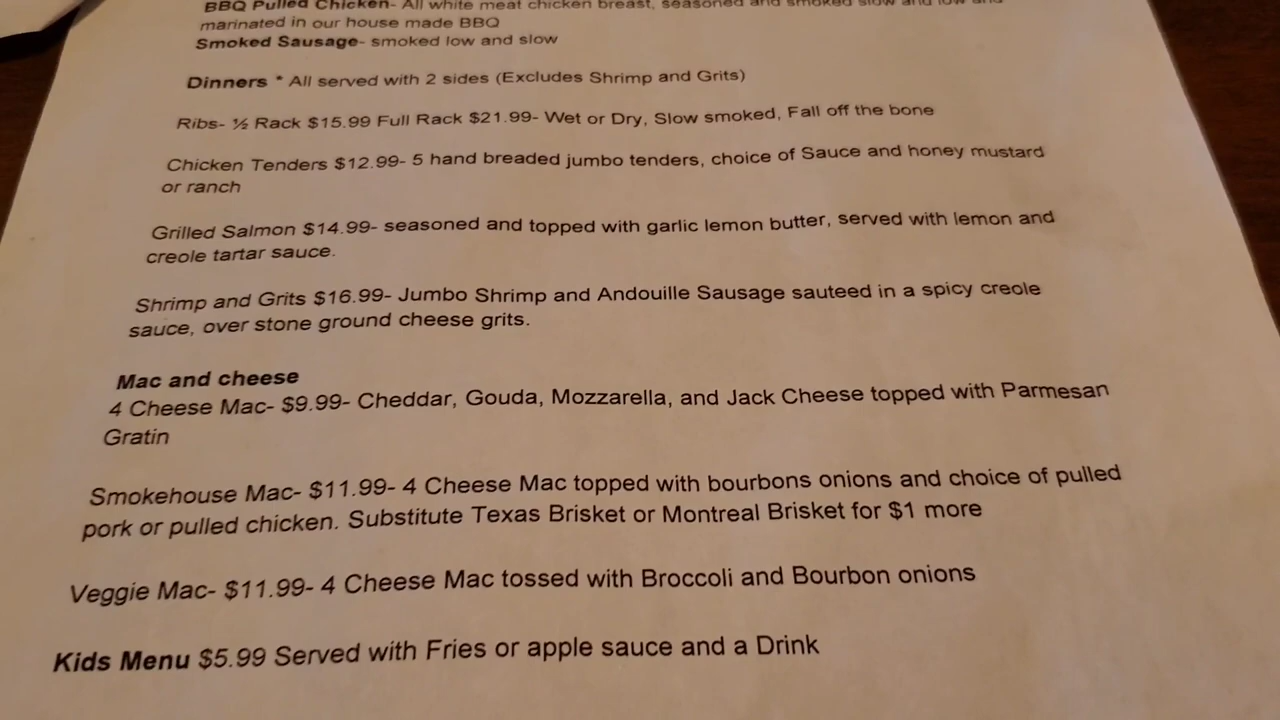 BBQ Pulled Chicken- All white meat chicken breast, seasoned and smoked slow and low and
marinated in our house made BBQ
Smoked Sausage- smoked low and slow
Dinners * All served with 2 sides (Excludes Shrimp and Grits)
Ribs- ½ Rack $15.99 Full Rack $21.99- Wet or Dry, Slow smoked, Fall off the bone
Chicken Tenders $12.99- 5 hand breaded jumbo tenders, choice of Sauce and honey mustard
or ranch
Grilled Salmon $14.99- seasoned and topped with garlic lemon butter, served with lemon and
creole tartar sauce.
Shrimp and Grits $16.99- Jumbo Shrimp and Andouille Sausage sauteed in a spicy creole
sauce, over stone ground cheese grits.
Mac and cheese
4 Cheese Mac- $9.99- Cheddar, Gouda, Mozzarella, and Jack Cheese topped with Parmesan
Gratin
Smokehouse Mac- $11.99- 4 Cheese Mac topped with bourbons onions and choice of pulled
pork or pulled chicken. Substitute Texas Brisket or Montreal Brisket for $1 more
Veggie Mac- $11.99- 4 Cheese Mac tossed with Broccoli and Bourbon onions
Kids Menu $5.99 Served with Fries or apple sauce and a Drink